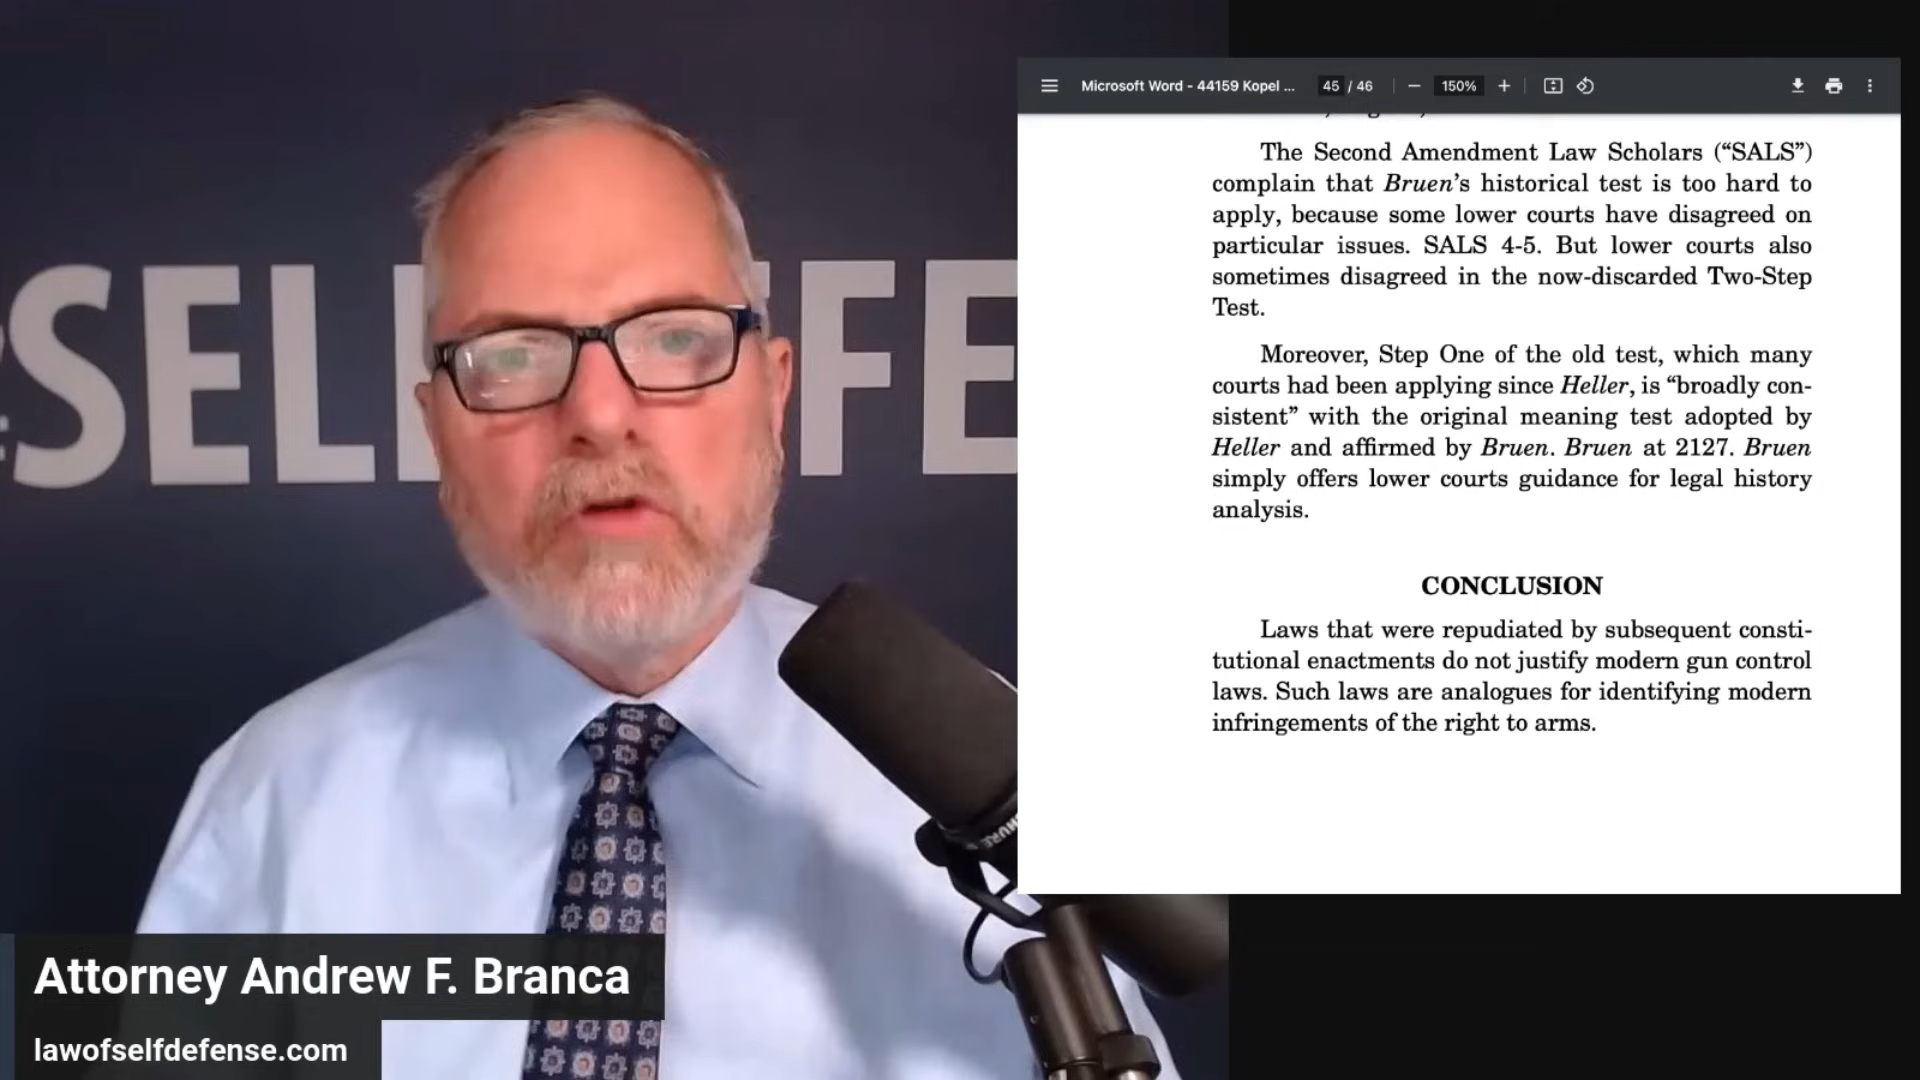 SEL
FE
Microsoft Word - 44159 Kopel ...
45 / 46
150%
The Second Amendment Law Scholars (“SALS”)
complain that Bruen’s historical test is too hard to
apply, because some lower courts have disagreed on
particular issues. SALS 4-5. But lower courts also
sometimes disagreed in the now-discarded Two-Step
Test.
Moreover, Step One of the old test, which many
courts had been applying since Heller, is “broadly con-
sistent” with the original meaning test adopted by
Heller and affirmed by Bruen. Bruen at 2127. Bruen
simply offers lower courts guidance for legal history
analysis.
CONCLUSION
Laws that were repudiated by subsequent consti-
tutional enactments do not justify modern gun control
laws. Such laws are analogues for identifying modern
infringements of the right to arms.
SHURE
Attorney Andrew F. Branca
lawofselfdefense.com